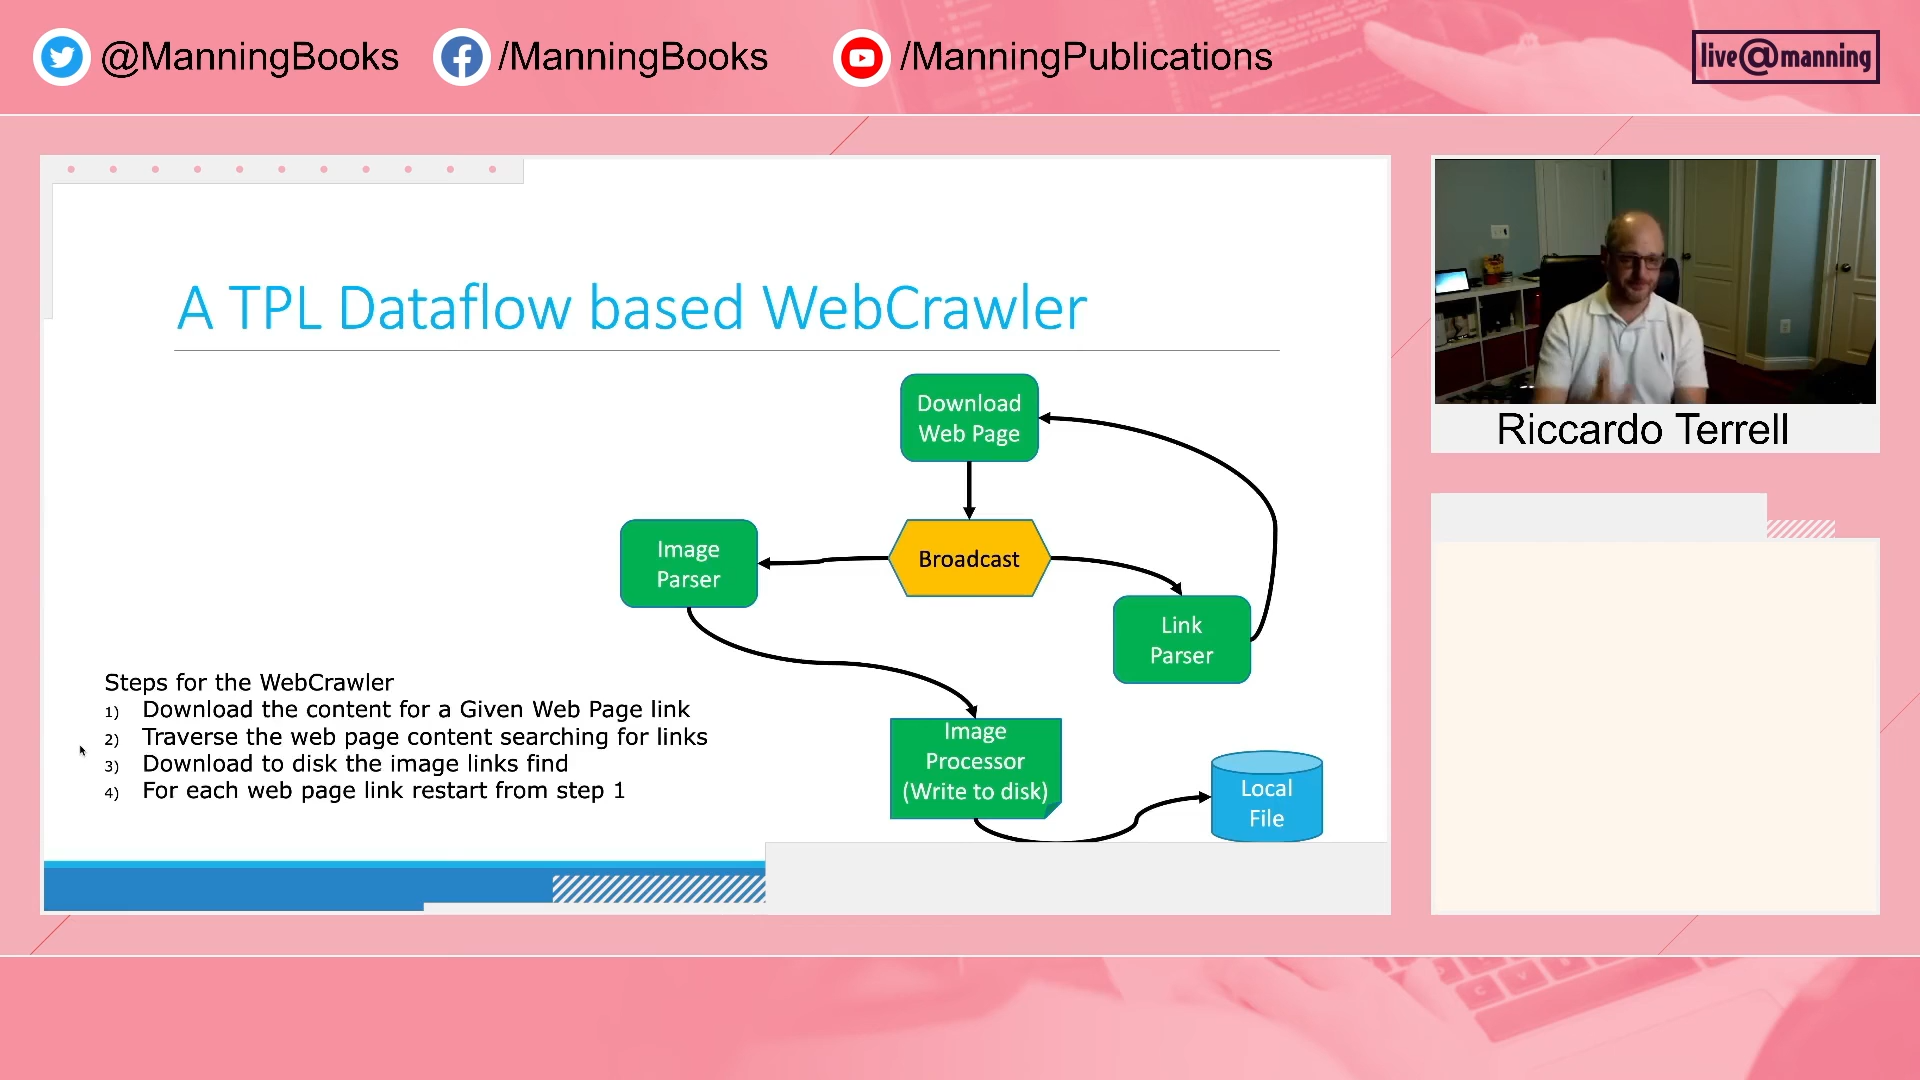 @ManningBooks
/ManningBooks
/ManningPublications
live@manning
A TPL Dataflow based WebCrawler
Download
Web Page
Image
Parser
Broadcast
Link
Parser
Steps for the WebCrawler
1) Download the content for a Given Web Page link
2) Traverse the web page content searching for links
3) Download to disk the image links find
4) For each web page link restart from step 1
Image
Processor
(Write to disk)
Local
File
Riccardo Terrell